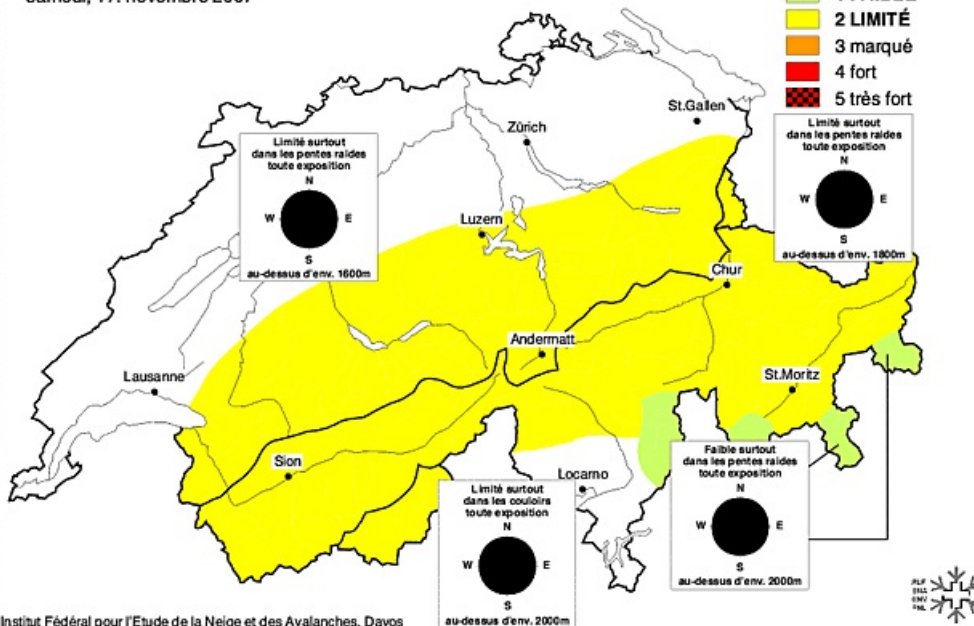 samedi, 17. novembre 2007
2 LIMITÉ
3 marqué
4 fort
5 très fort
St.Gallen
Zürich
Limité surtout
dans les pentes raides
toute exposition
N
W E
S
au-dessus d'env. 1600m
Limité surtout
dans les pentes raides
toute exposition
N
W E
S
au-dessus d'env. 1800m
Luzern
Chur
Andermatt
Lausanne
St.Moritz
Sion
Locarno
Limité surtout
dans les couloirs
toute exposition
N
W E
S
au-dessus d'env. 2000m
Faible surtout
dans les pentes raides
toute exposition
N
W E
S
au-dessus d'env. 2000m
Institut Fédéral pour l'Etude de la Neige et des Avalanches, Davos